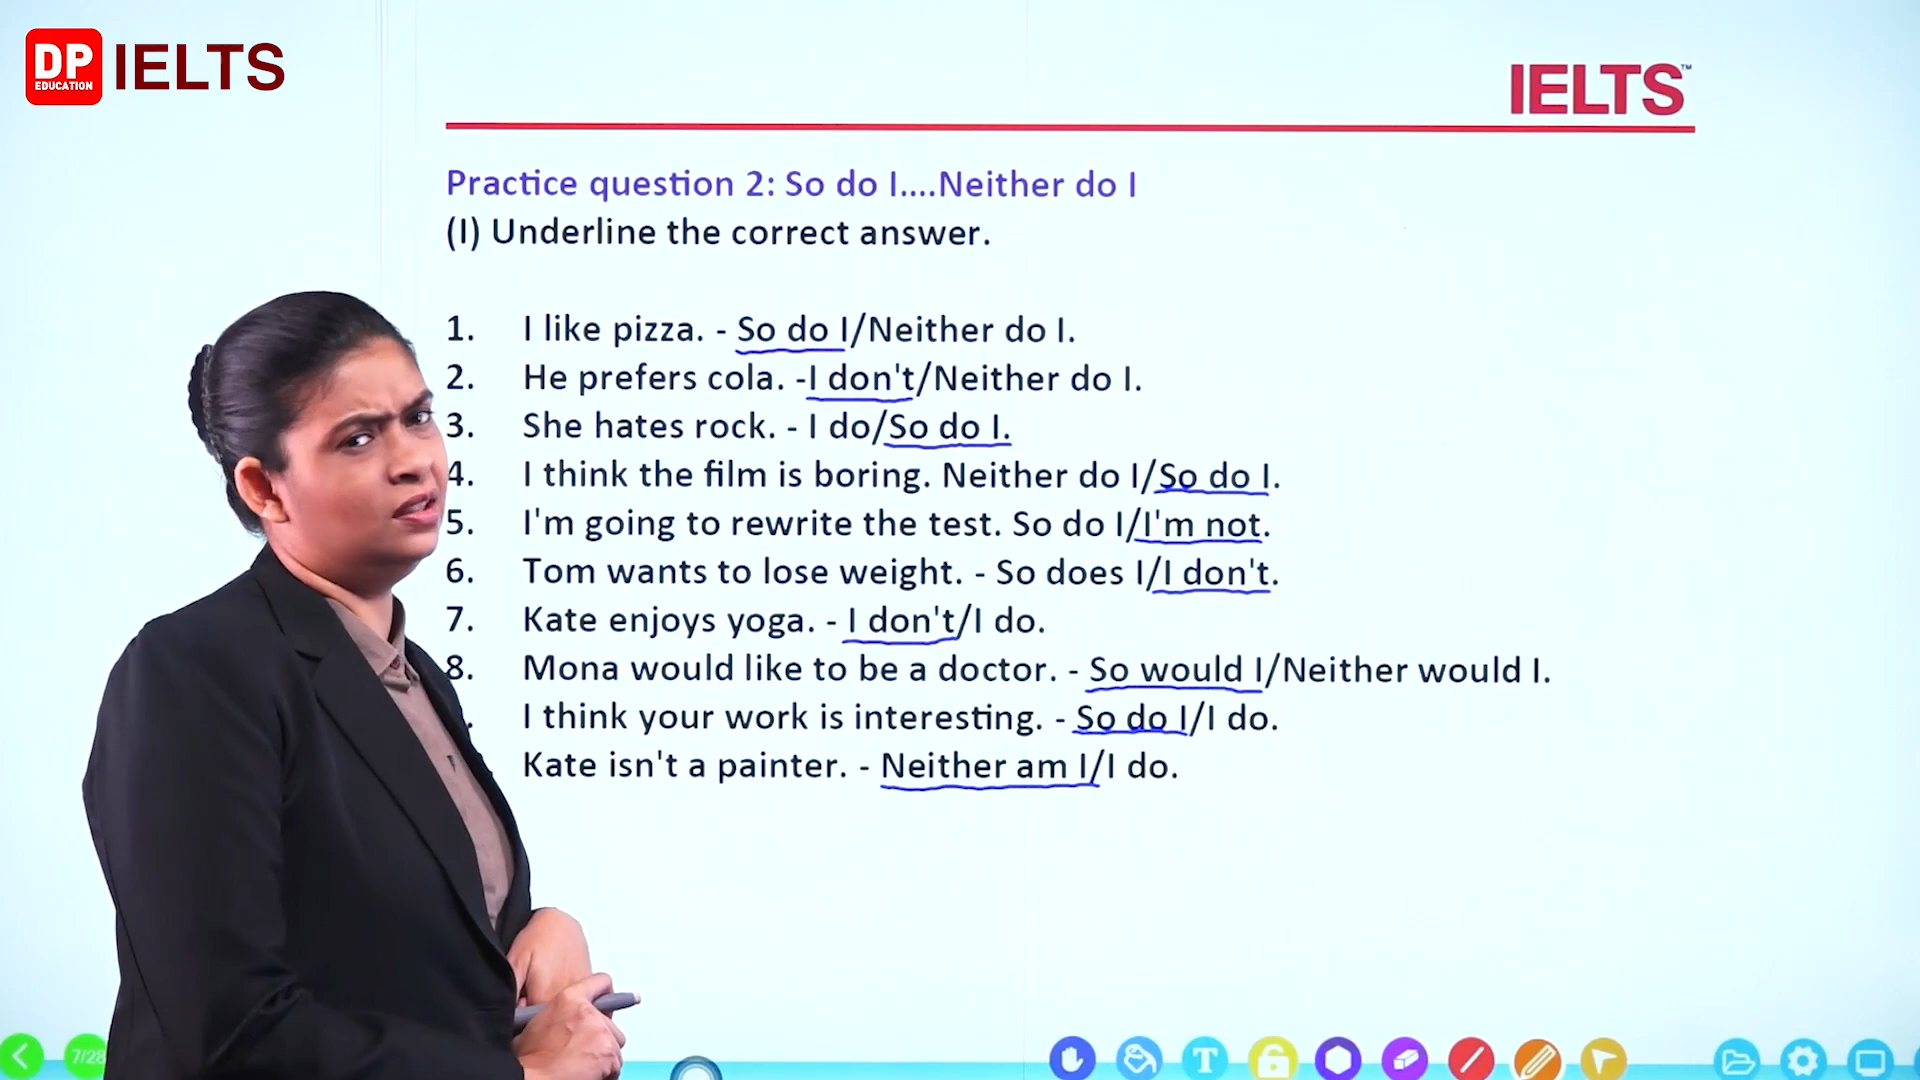 DP
EDUCATION
IELTS
IELTS™
Practice question 2: So do I....Neither do I
(I) Underline the correct answer.
1. I like pizza. - So do I/Neither do I.
2. He prefers cola. -I don't/Neither do I.
3. She hates rock. - I do/So do I.
4. I think the film is boring. Neither do I/So do I.
5. I'm going to rewrite the test. So do I/I'm not.
6. Tom wants to lose weight. - So does I/I don't.
7. Kate enjoys yoga. - I don't/I do.
8. Mona would like to be a doctor. - So would I/Neither would I.
. I think your work is interesting. - So do I/I do.
Kate isn't a painter. - Neither am I/I do.
7/28
T